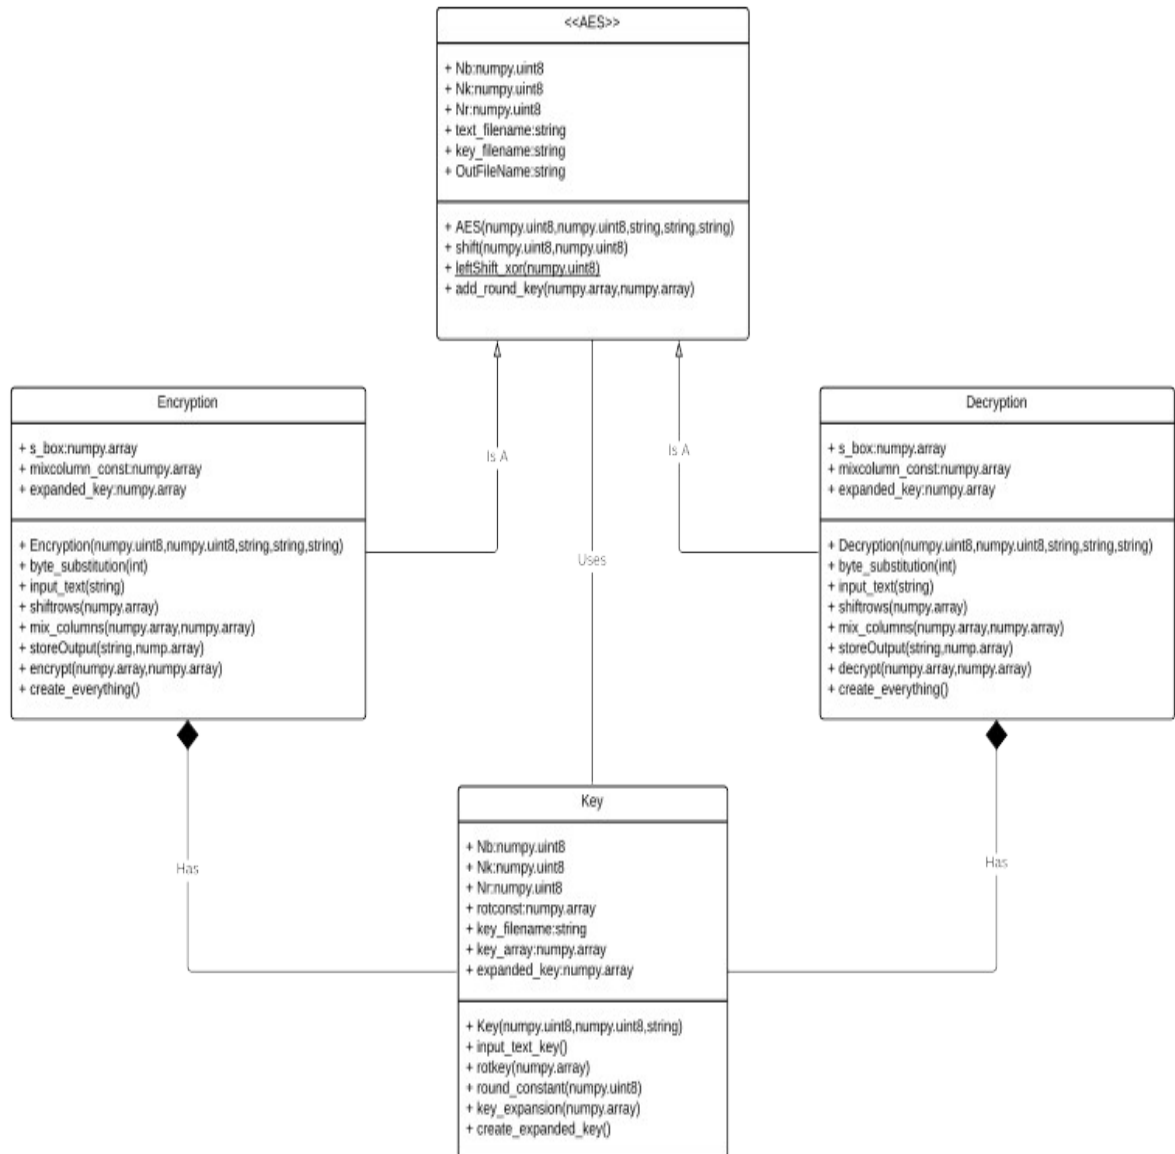 <<AES>>
+ Nb:numpy.uint8
+ Nk:numpy.uint8
+ Nr:numpy.uint8
+ text_filename:string
+ key_filename:string
+ OutFileName:string
+ AES(numpy.uint8,numpy.uint8,string,string,string)
+ shift(numpy.uint8,numpy.uint8)
+ leftShift_xor(numpy.uint8)
+ add_round_key(numpy.array,numpy.array)
Encryption
+ s_box:numpy.array
+ mixcolumn_const:numpy.array
+ expanded_key:numpy.array
+ Encryption(numpy.uint8,numpy.uint8,string,string,string)
+ byte_substitution(int)
+ input_text(string)
+ shiftrows(numpy.array)
+ mix_columns(numpy.array,numpy.array)
+ storeOutput(string,nump.array)
+ encrypt(numpy.array,numpy.array)
+ create_everything()
Is A
Uses
Is A
Decryption
+ s_box:numpy.array
+ mixcolumn_const:numpy.array
+ expanded_key:numpy.array
+ Decryption(numpy.uint8,numpy.uint8,string,string,string)
+ byte_substitution(int)
+ input_text(string)
+ shiftrows(numpy.array)
+ mix_columns(numpy.array,numpy.array)
+ storeOutput(string,nump.array)
+ decrypt(numpy.array,numpy.array)
+ create_everything()
Has
Has
Key
+ Nb:numpy.uint8
+ Nk:numpy.uint8
+ Nr:numpy.uint8
+ rotconst:numpy.array
+ key_filename:string
+ key_array:numpy.array
+ expanded_key:numpy.array
+ Key(numpy.uint8,numpy.uint8,string)
+ input_text_key()
+ rotkey(numpy.array)
+ round_constant(numpy.uint8)
+ key_expansion(numpy.array)
+ create_expanded_key()